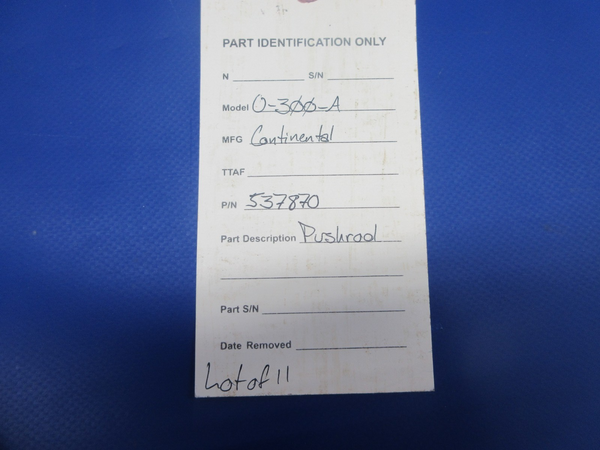 PART IDENTIFICATION ONLY
N S/N
Model O-300-A
MFG Continental
TTAF
P/N 537870
Part Description Pushrod
Part S/N
Date Removed
Lot of 11